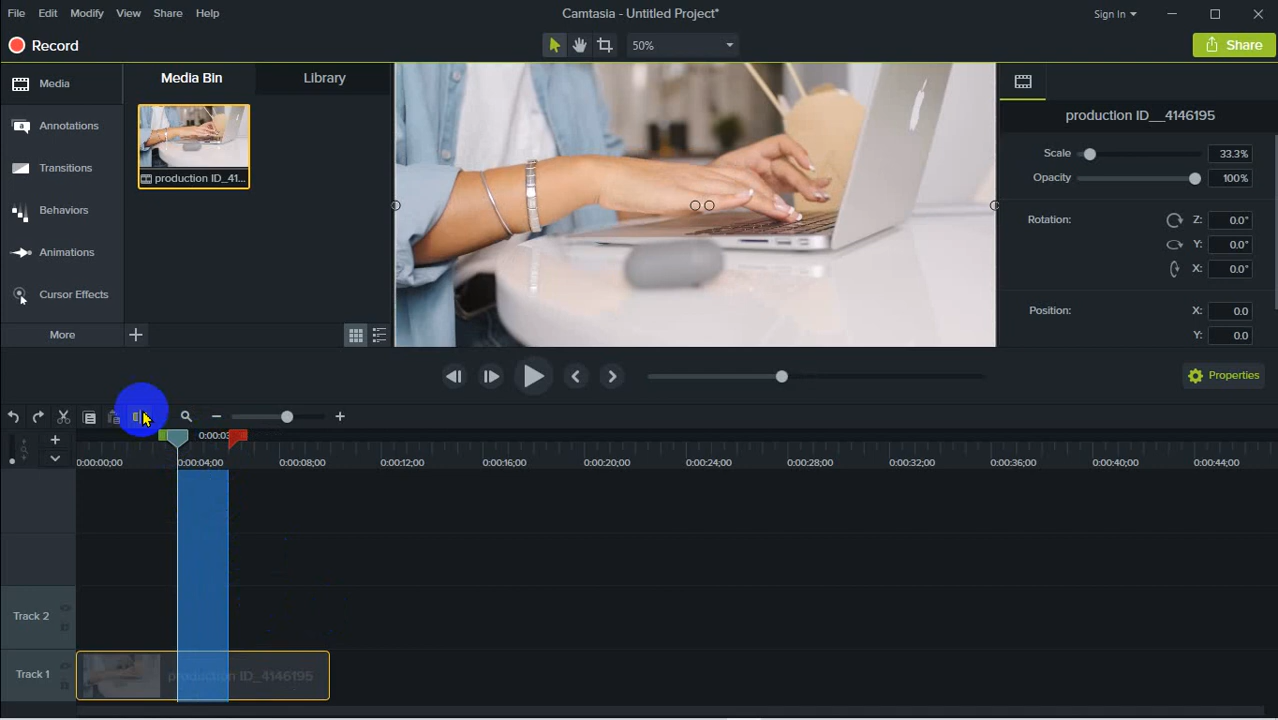 File Edit Modify View Share Help
Camtasia - Untitled Project*
Sign In
Record
50%
Share
Media
Annotations
Transitions
Behaviors
Animations
Cursor Effects
More
Media Bin
Library
production ID_41...
production ID__4146195
Scale 33.3%
Opacity 100%
Rotation: Z: 0.0°
Y: 0.0°
X: 0.0°
Position: X: 0.0
Y: 0.0
Properties
0:00:03
0:00:00;00 0:00:04;00 0:00:08;00 0:00:12;00 0:00:16;00 0:00:20;00 0:00:24;00 0:00:28;00 0:00:32;00 0:00:36;00 0:00:40;00 0:00:44;00
Track 2
Track 1
production ID_4146195